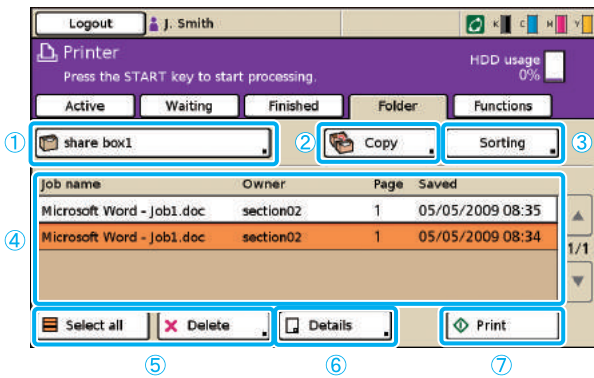 Logout J. Smith K C M Y
Printer
Press the START key to start processing.
HDD usage
0%
Active Waiting Finished Folder Functions
① share box1 ② Copy Sorting ③
Job name Owner Page Saved
Microsoft Word - Job1.doc section02 1 05/05/2009 08:35
④ Microsoft Word - Job1.doc section02 1 05/05/2009 08:34
1/1
Select all Delete Details Print
⑤ ⑥ ⑦